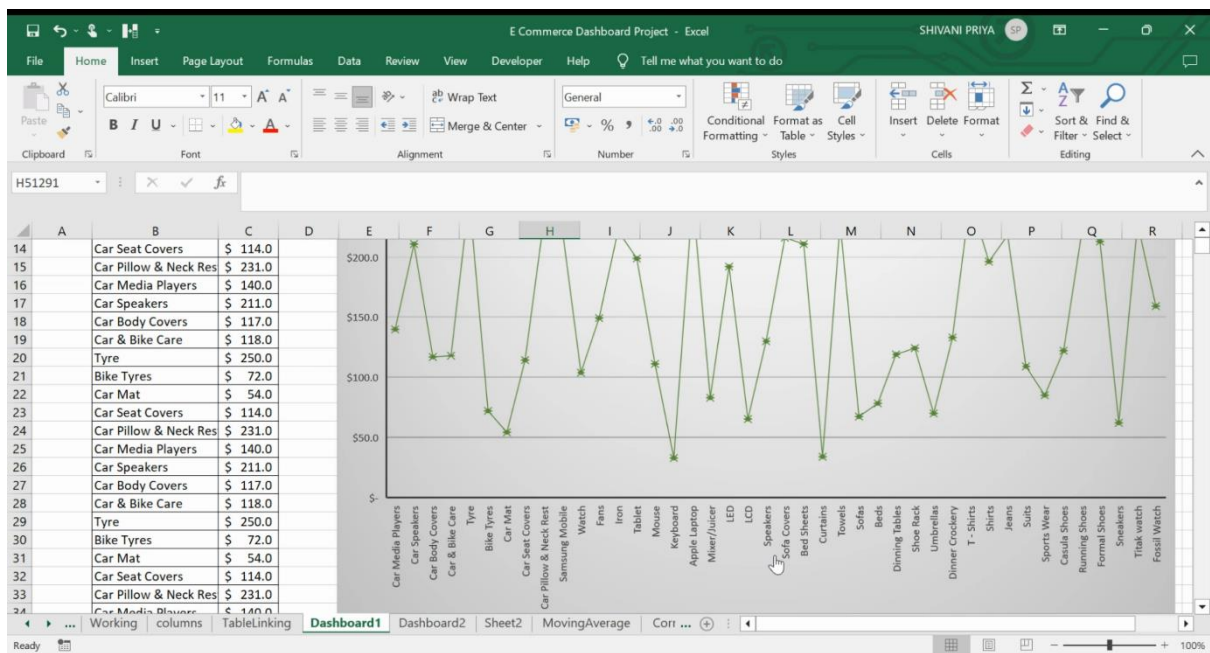 E Commerce Dashboard Project - Excel
SHIVANI PRIYA
SP
File Home Insert Page Layout Formulas Data Review View Developer Help Tell me what you want to do
Paste
Calibri 11
Wrap Text
Merge & Center
General
Conditional Formatting
Format as Table
Cell Styles
Insert Delete Format
Sort & Filter
Find & Select
Clipboard Font Alignment Number Styles Cells Editing
H51291
A B C D E F G H I J K L M N O P Q R
14 Car Seat Covers $ 114.0
15 Car Pillow & Neck Res $ 231.0
16 Car Media Players $ 140.0
17 Car Speakers $ 211.0
18 Car Body Covers $ 117.0
19 Car & Bike Care $ 118.0
20 Tyre $ 250.0
21 Bike Tyres $ 72.0
22 Car Mat $ 54.0
23 Car Seat Covers $ 114.0
24 Car Pillow & Neck Res $ 231.0
25 Car Media Players $ 140.0
26 Car Speakers $ 211.0
27 Car Body Covers $ 117.0
28 Car & Bike Care $ 118.0
29 Tyre $ 250.0
30 Bike Tyres $ 72.0
31 Car Mat $ 54.0
32 Car Seat Covers $ 114.0
33 Car Pillow & Neck Res $ 231.0
34 Car Media Players $ 140.0
$200.0
$150.0
$100.0
$50.0
$-
Car Media Players
Car Speakers
Car Body Covers
Car & Bike Care
Tyre
Bike Tyres
Car Mat
Car Seat Covers
Car Pillow & Neck Rest
Samsung Mobile
Watch
Fans
Iron
Tablet
Mouse
Keyboard
Apple Laptop
Mixer/Juicer
LED
LCD
Speakers
Sofa Covers
Bed Sheets
Curtains
Towels
Sofas
Beds
Dinning Tables
Shoe Rack
Umbrellas
Dinner Crockery
T - Shirts
Shirts
Jeans
Suits
Sports Wear
Casula Shoes
Running Shoes
Formal Shoes
Sneakers
Titak watch
Fossil Watch
... Working columns TableLinking Dashboard1 Dashboard2 Sheet2 MovingAverage Corr ...
Ready
100%